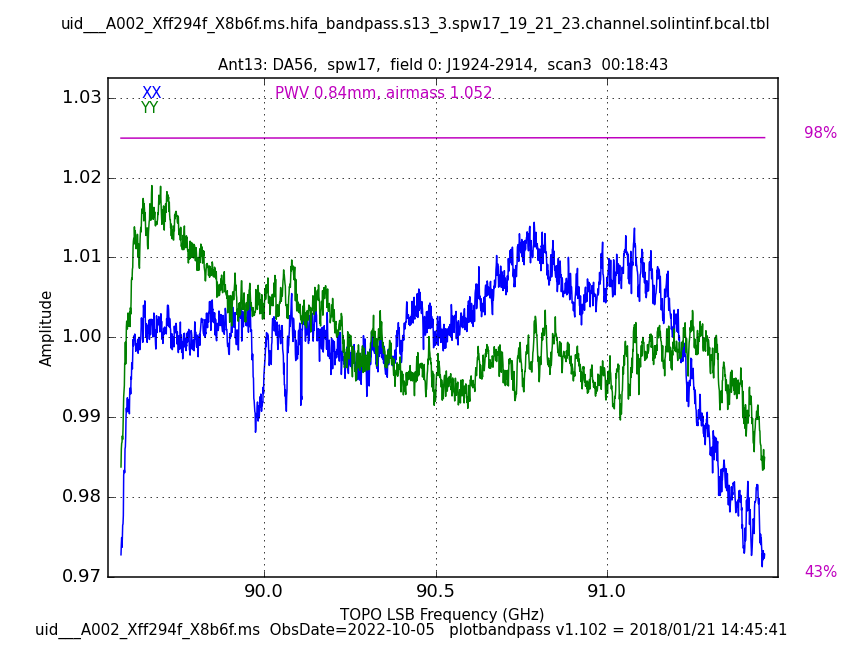 uid___A002_Xff294f_X8b6f.ms.hifa_bandpass.s13_3.spw17_19_21_23.channel.solintinf.bcal.tbl
Ant13: DA56,  spw17,  field 0: J1924-2914,  scan3  00:18:43
XX
PWV 0.84mm, airmass 1.052
YY
1.03
98%
1.02
1.01
1.00
0.99
0.98
0.97
43%
Amplitude
90.0
90.5
91.0
TOPO LSB Frequency (GHz)
uid___A002_Xff294f_X8b6f.ms  ObsDate=2022-10-05   plotbandpass v1.102 = 2018/01/21 14:45:41